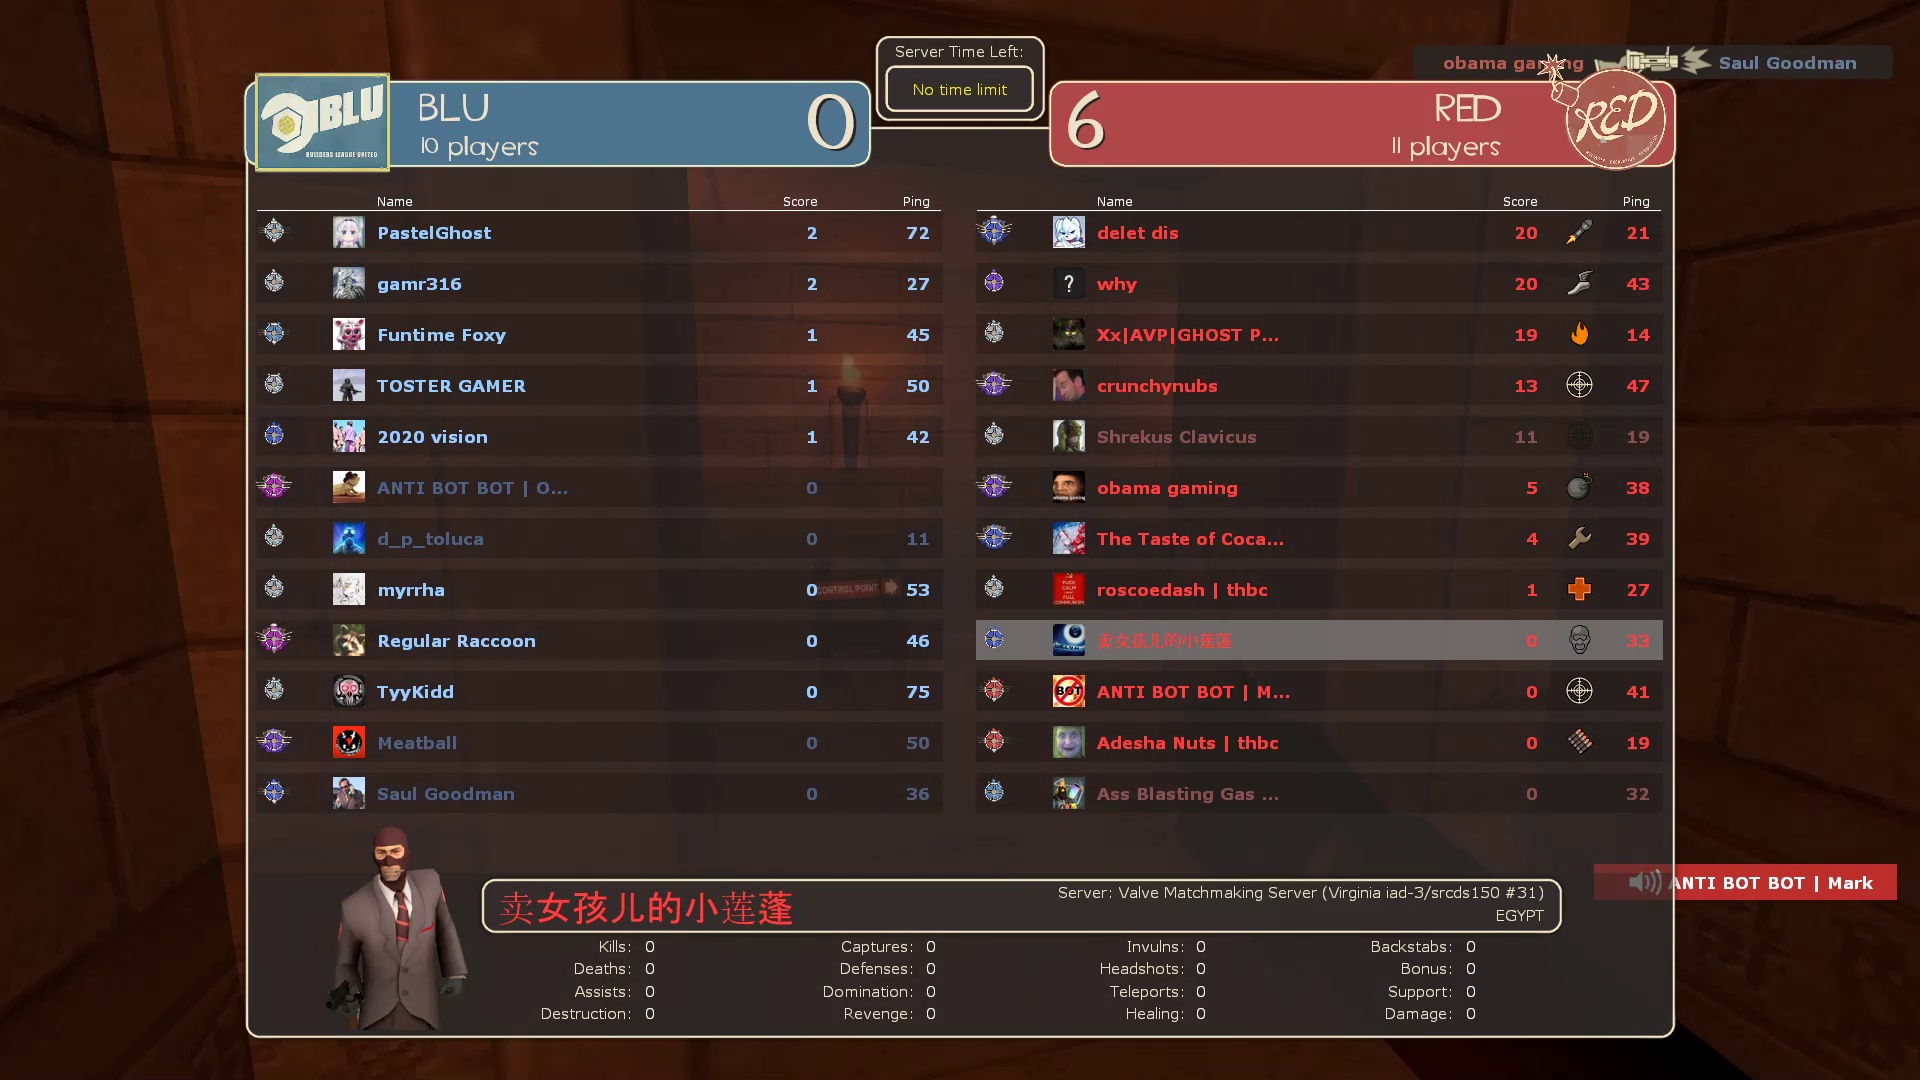 Server Time Left:
No time limit
obama gaming Saul Goodman
BLU
BUILDERS LEAGUE UNITED
BLU
10 players
0
6
RED
11 players
RED
Name Score Ping
PastelGhost 2 72
gamr316 2 27
Funtime Foxy 1 45
TOSTER GAMER 1 50
2020 vision 1 42
ANTI BOT BOT | O... 0
d_p_toluca 0 11
myrrha 0 53
Regular Raccoon 0 46
TyyKidd 0 75
Meatball 0 50
Saul Goodman 0 36
CONTROL POINT
Name Score Ping
delet dis 20 21
? why 20 43
Xx|AVP|GHOST P... 19 14
crunchynubs 13 47
Shrekus Clavicus 11 19
obama gaming 5 38
The Taste of Coca... 4 39
roscoedash | thbc 1 27
卖女孩儿的小莲蓬 0 33
BOT ANTI BOT BOT | M... 0 41
Adesha Nuts | thbc 0 19
Ass Blasting Gas ... 0 32
ANTI BOT BOT | Mark
卖女孩儿的小莲蓬
Server: Valve Matchmaking Server (Virginia iad-3/srcds150 #31)
EGYPT
Kills: 0 Captures: 0 Invulns: 0 Backstabs: 0
Deaths: 0 Defenses: 0 Headshots: 0 Bonus: 0
Assists: 0 Domination: 0 Teleports: 0 Support: 0
Destruction: 0 Revenge: 0 Healing: 0 Damage: 0